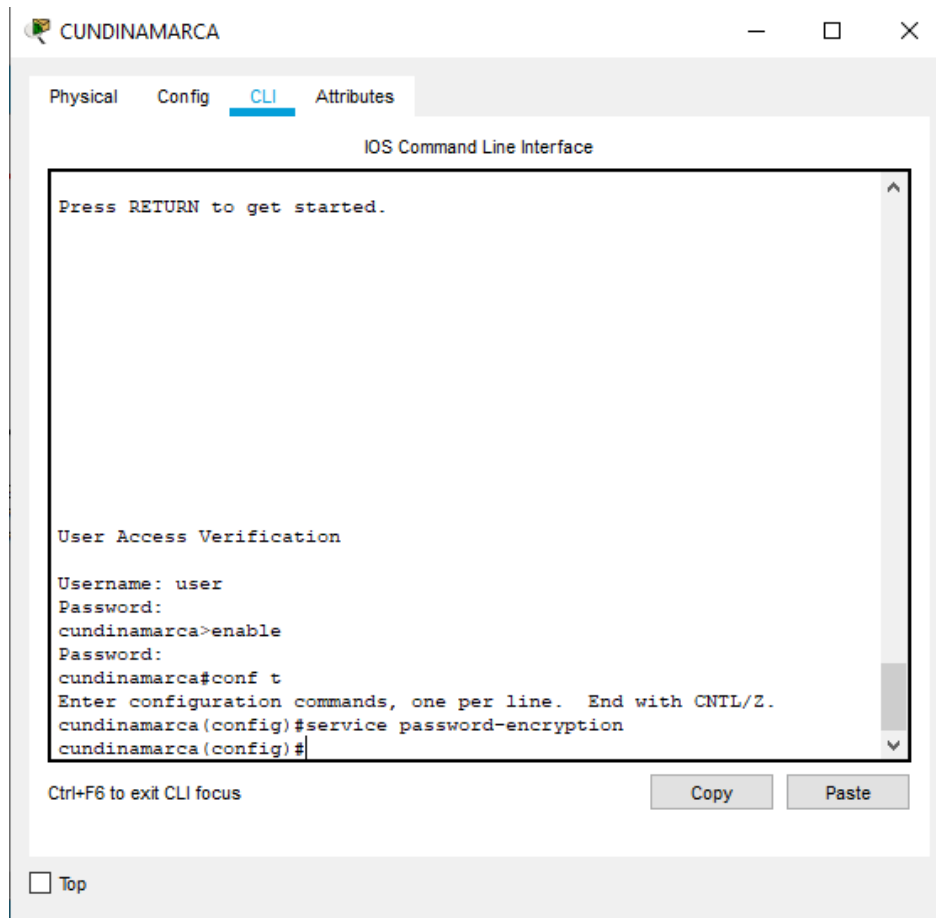 CUNDINAMARCA
Physical Config CLI Attributes
IOS Command Line Interface
Press RETURN to get started.
User Access Verification
Username: user
Password:
cundinamarca>enable
Password:
cundinamarca#conf t
Enter configuration commands, one per line.  End with CNTL/Z.
cundinamarca(config)#service password-encryption
cundinamarca(config)#
Ctrl+F6 to exit CLI focus Copy Paste
Top